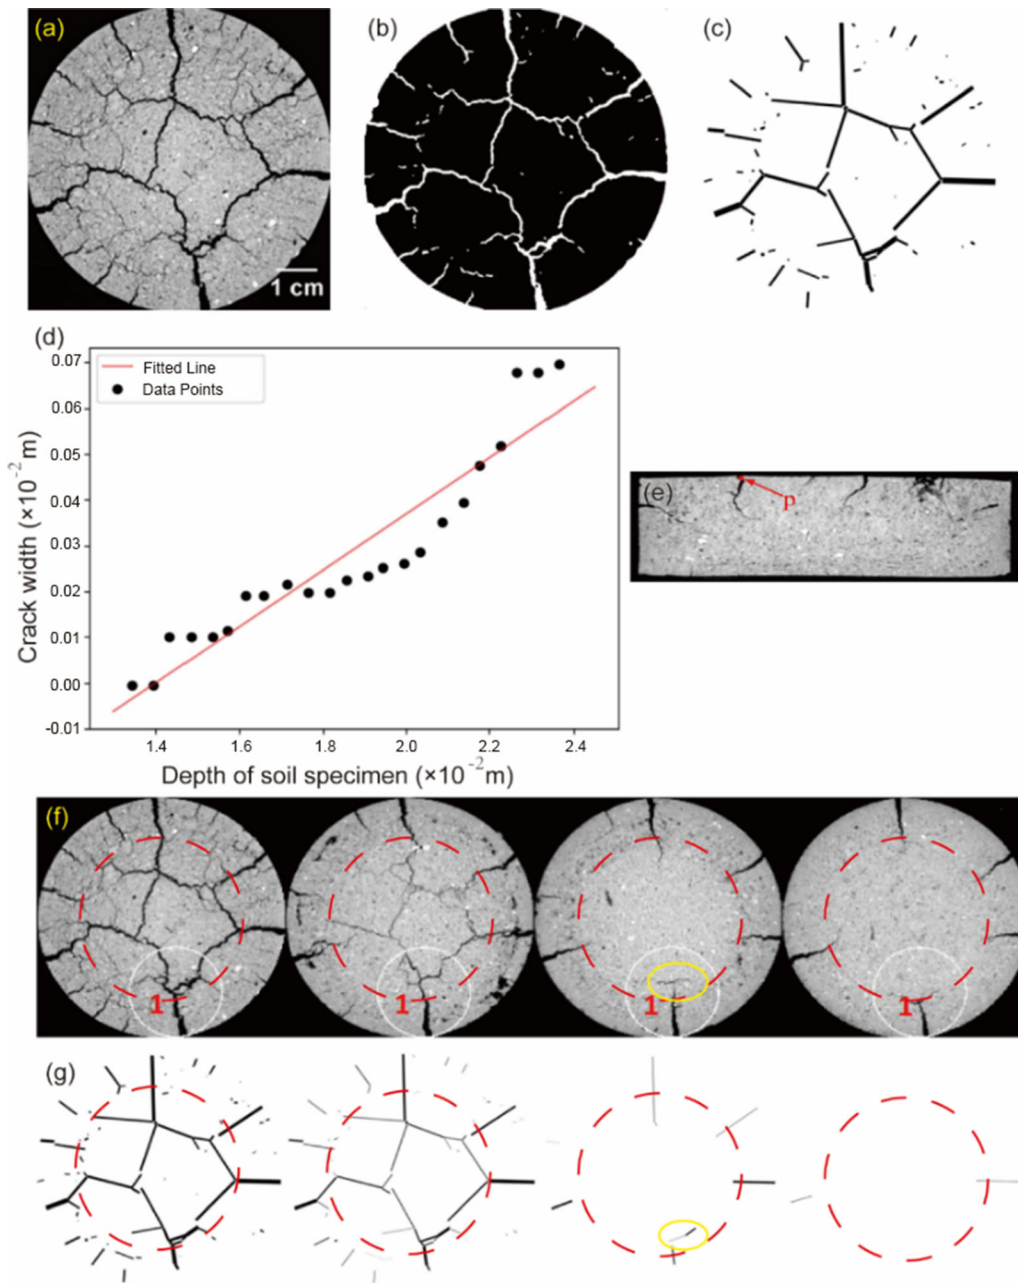 (a)
(b)
(c)
1 cm
(d)
Fitted Line
Data Points
0.07
0.06
0.05
0.04
0.03
0.02
0.01
0.00
-0.01
Crack width (×10⁻² m)
1.4 1.6 1.8 2.0 2.2 2.4
Depth of soil specimen (×10⁻² m)
(e)
p
(f)
1 1 1 1
(g)